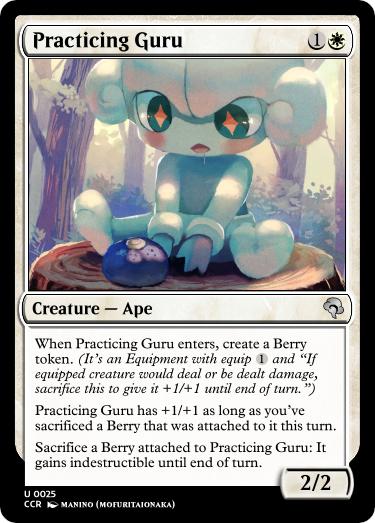 Practicing Guru 1
Creature — Ape
When Practicing Guru enters, create a Berry
token. (It's an Equipment with equip 1 and "If
equipped creature would deal or be dealt damage,
sacrifice this to give it +1/+1 until end of turn.")
Practicing Guru has +1/+1 as long as you've
sacrificed a Berry that was attached to it this turn.
Sacrifice a Berry attached to Practicing Guru: It
gains indestructible until end of turn.
2/2
U 0025
CCR MANINO (MOFURITAIONAKA)